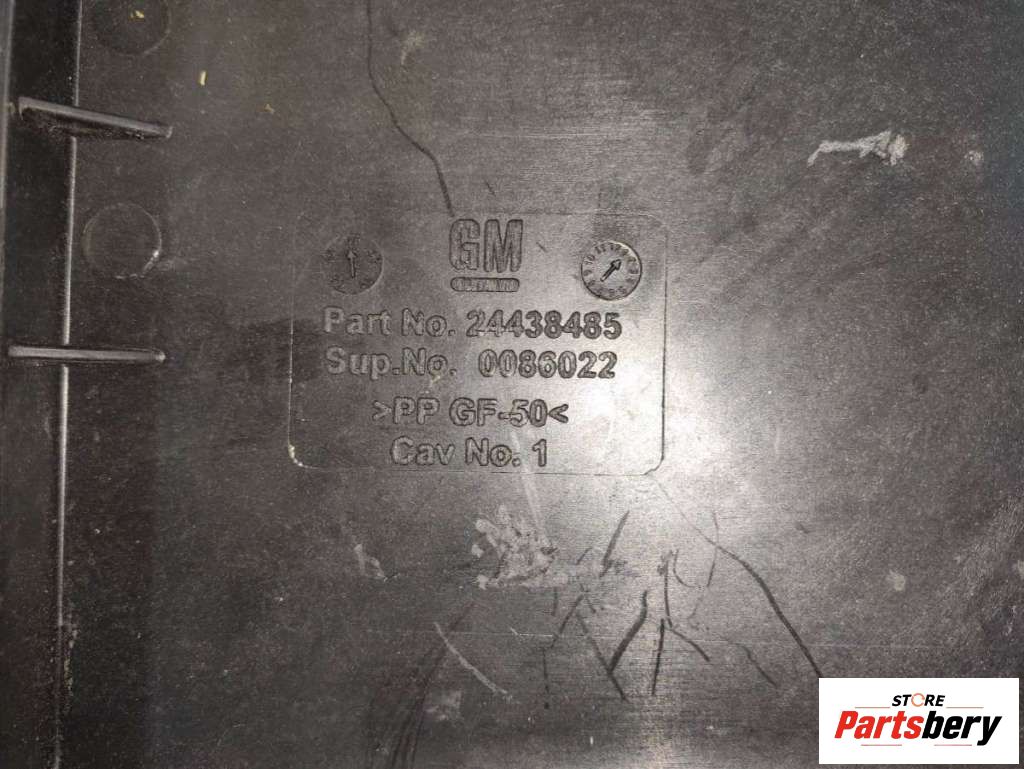 GM
Part No. 24438485
Sup.No. 0086022
>PP GF-50<
Cav No. 1
STORE
Partsbery